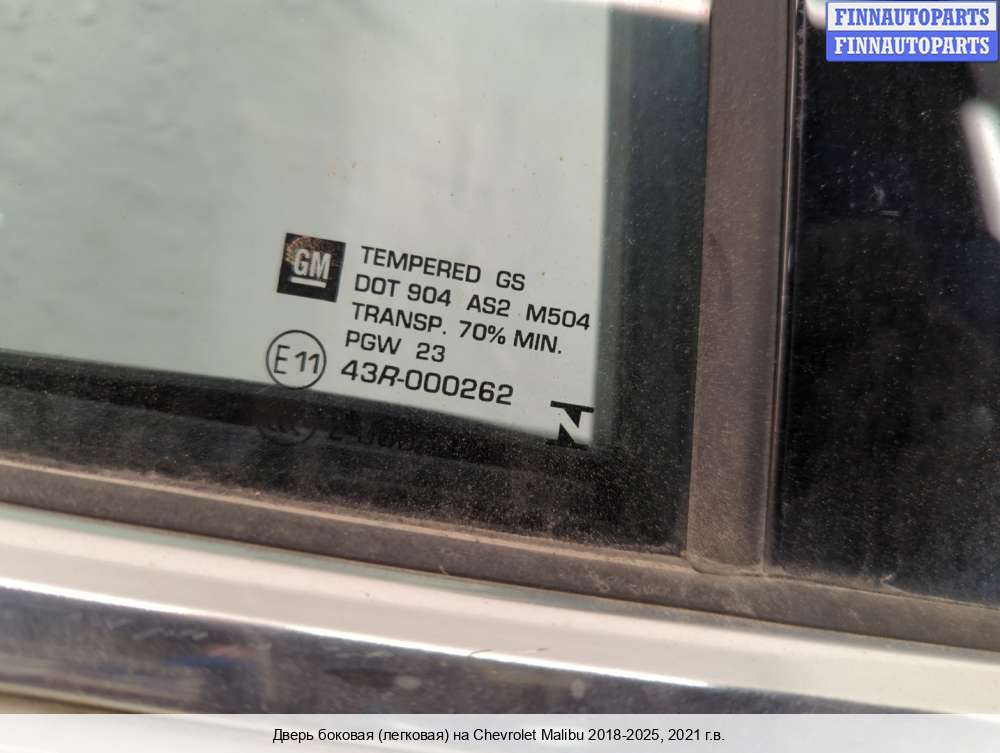 FINNAUTOPARTS
FINNAUTOPARTS
GM
TEMPERED GS
DOT 904 AS2 M504
TRANSP. 70% MIN.
PGW 23
E11
43R-000262
N
Дверь боковая (легковая) на Chevrolet Malibu 2018-2025, 2021 г.в.